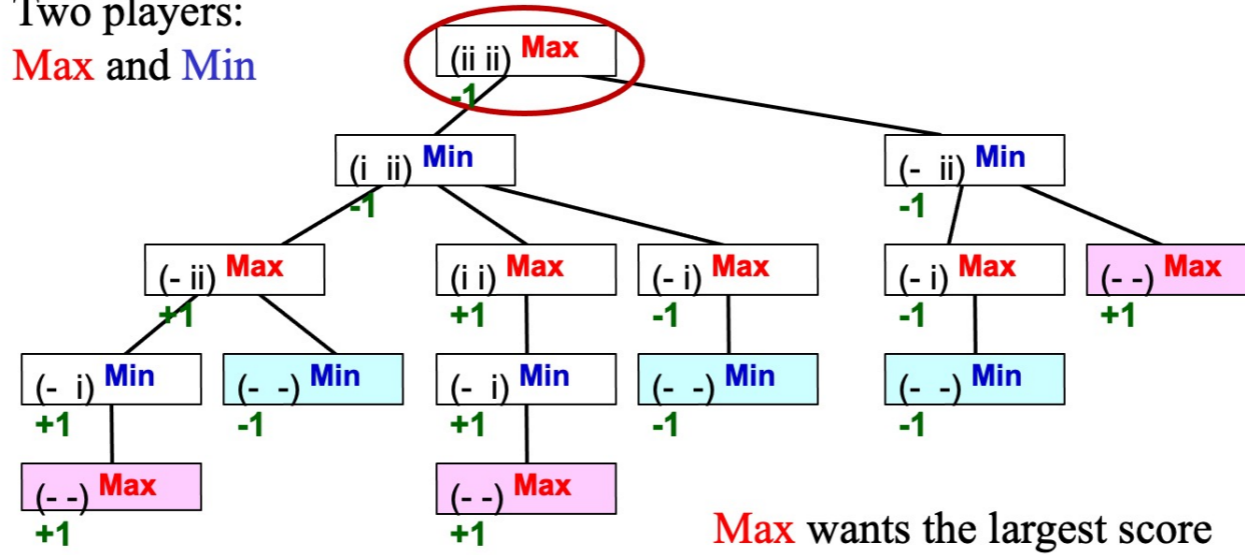 Two players:
Max and Min
(ii ii) Max
-1
(i ii) Min
-1
(- ii) Min
-1
(- ii) Max
+1
(i i) Max
+1
(- i) Max
-1
(- i) Max
-1
(- -) Max
+1
(- i) Min
+1
(- -) Min
-1
(- i) Min
+1
(- -) Min
-1
(- -) Min
-1
(- -) Max
+1
(- -) Max
+1
Max wants the largest score